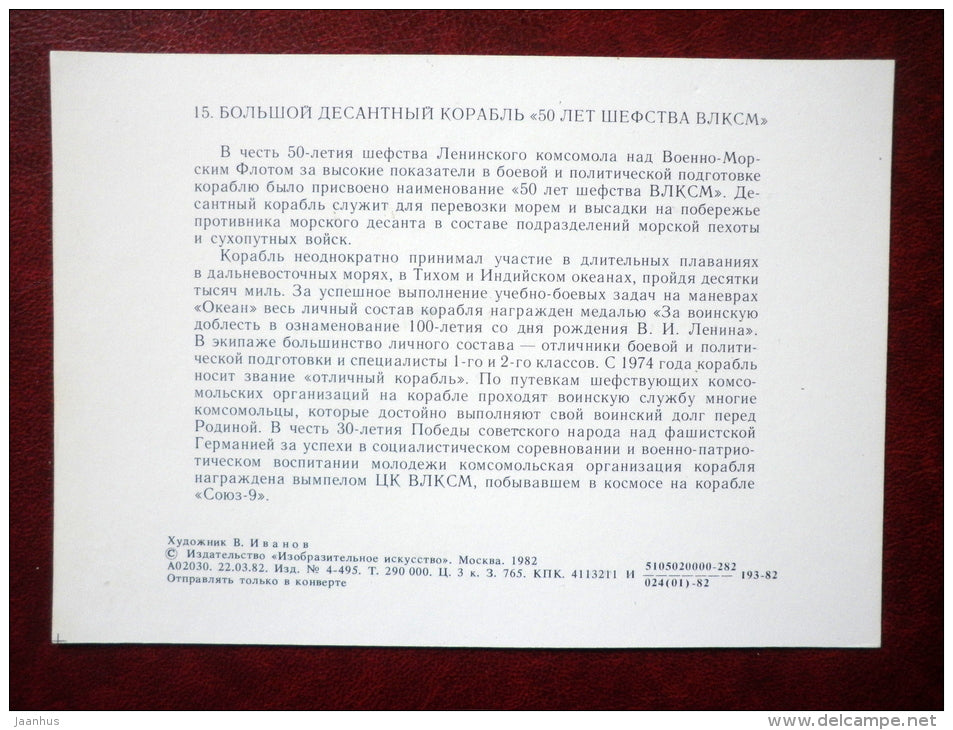 15. БОЛЬШОЙ ДЕСАНТНЫЙ КОРАБЛЬ «50 ЛЕТ ШЕФСТВА ВЛКСМ»
В честь 50-летия шефства Ленинского комсомола над Военно-Мор-
ским Флотом за высокие показатели в боевой и политической подготовке
кораблю было присвоено наименование «50 лет шефства ВЛКСМ». Де-
сантный корабль служит для перевозки морем и высадки на побережье
противника морского десанта в составе подразделений морской пехоты
и сухопутных войск.
Корабль неоднократно принимал участие в длительных плаваниях
в дальневосточных морях, в Тихом и Индийском океанах, пройдя десятки
тысяч миль. За успешное выполнение учебно-боевых задач на маневрах
«Океан» весь личный состав корабля награжден медалью «За воинскую
доблесть в ознаменование 100-летия со дня рождения В. И. Ленина».
В экипаже большинство личного состава — отличники боевой и полити-
ческой подготовки и специалисты 1-го и 2-го классов. С 1974 года корабль
носит звание «отличный корабль». По путевкам шефствующих комсо-
мольских организаций на корабле проходят воинскую службу многие
комсомольцы, которые достойно выполняют свой воинский долг перед
Родиной. В честь 30-летия Победы советского народа над фашистской
Германией за успехи в социалистическом соревновании и военно-патрио-
тическом воспитании молодежи комсомольская организация корабля
награждена вымпелом ЦК ВЛКСМ, побывавшем в космосе на корабле
«Союз-9».
Художник В. Иванов
© Издательство «Изобразительное искусство». Москва. 1982
А02030. 22.03.82. Изд. № 4-495. Т. 290 000. Ц. 3 к. З. 765. КПК. 4113211 И 5105020000-282 / 024(01)-82 193-82
Отправлять только в конверте
jaanhus
www.delcampe.net